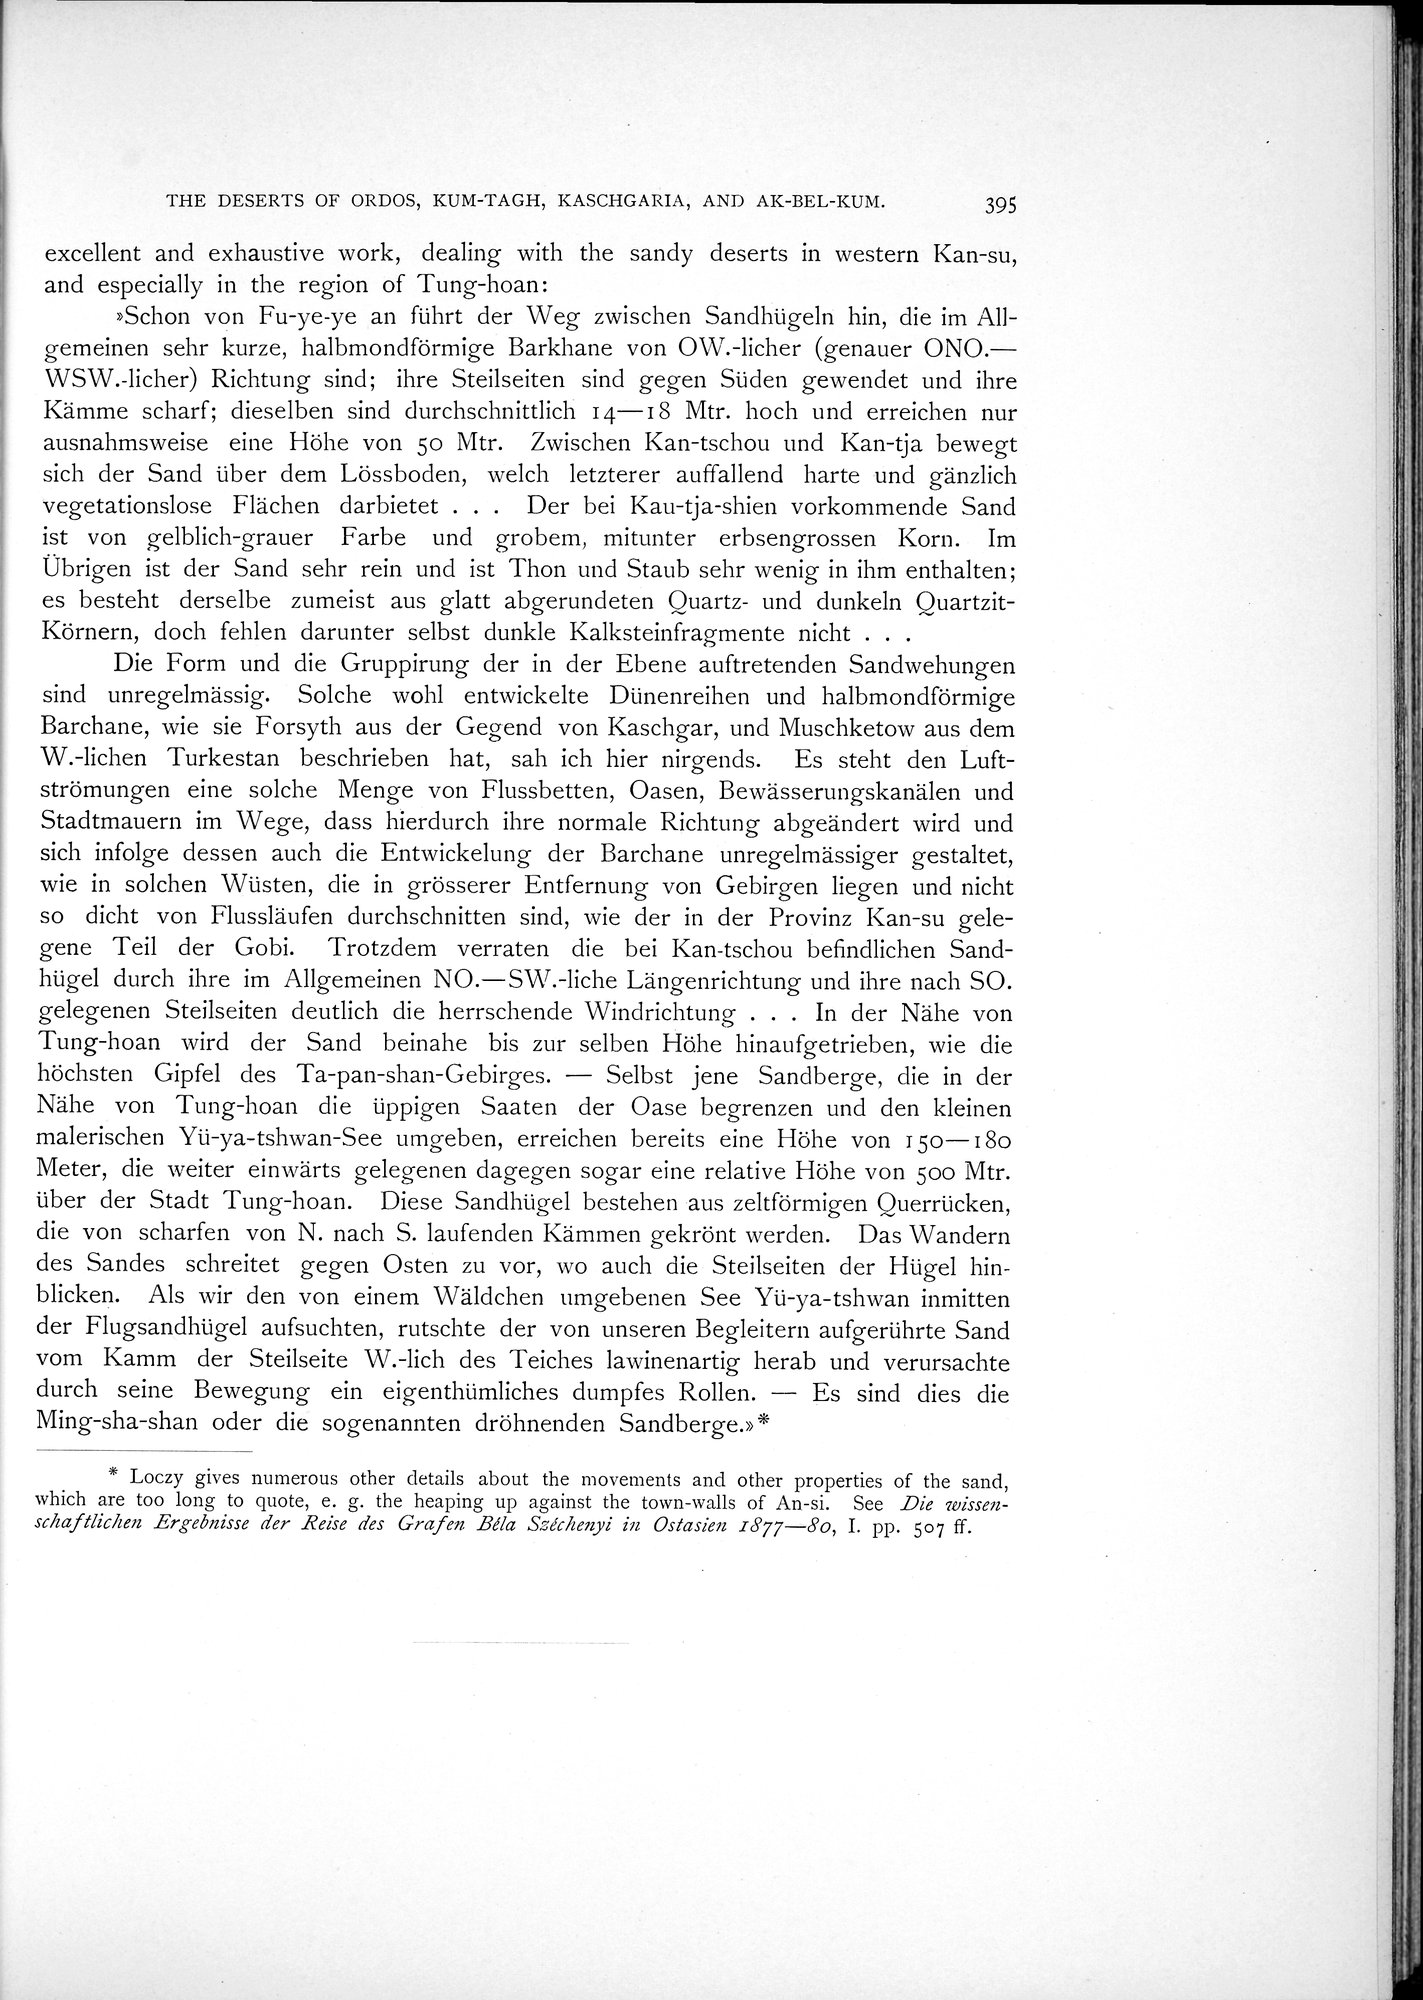 THE DESERTS OF ORDOS, KUM-TAGH, KASCHGARIA, AND AK-BEL-KUM. 395
excellent and exhaustive work, dealing with the sandy deserts in western Kan-su,
and especially in the region of Tung-hoan:
»Schon von Fu-ye-ye an führt der Weg zwischen Sandhügeln hin, die im All-
gemeinen sehr kurze, halbmondförmige Barkhane von OW.-licher (genauer ONO.—
WSW.-licher) Richtung sind; ihre Steilseiten sind gegen Süden gewendet und ihre
Kämme scharf; dieselben sind durchschnittlich 14—18 Mtr. hoch und erreichen nur
ausnahmsweise eine Höhe von 50 Mtr. Zwischen Kan-tschou und Kan-tja bewegt
sich der Sand über dem Lössboden, welch letzterer auffallend harte und gänzlich
vegetationslose Flächen darbietet . . . Der bei Kau-tja-shien vorkommende Sand
ist von gelblich-grauer Farbe und grobem, mitunter erbsengrossen Korn. Im
Übrigen ist der Sand sehr rein und ist Thon und Staub sehr wenig in ihm enthalten;
es besteht derselbe zumeist aus glatt abgerundeten Quartz- und dunkeln Quartzit-
Körnern, doch fehlen darunter selbst dunkle Kalksteinfragmente nicht . . .
Die Form und die Gruppirung der in der Ebene auftretenden Sandwehungen
sind unregelmässig. Solche wohl entwickelte Dünenreihen und halbmondförmige
Barchane, wie sie Forsyth aus der Gegend von Kaschgar, und Muschketow aus dem
W.-lichen Turkestan beschrieben hat, sah ich hier nirgends. Es steht den Luft-
strömungen eine solche Menge von Flussbetten, Oasen, Bewässerungskanälen und
Stadtmauern im Wege, dass hierdurch ihre normale Richtung abgeändert wird und
sich infolge dessen auch die Entwickelung der Barchane unregelmässiger gestaltet,
wie in solchen Wüsten, die in grösserer Entfernung von Gebirgen liegen und nicht
so dicht von Flussläufen durchschnitten sind, wie der in der Provinz Kan-su gele-
gene Teil der Gobi. Trotzdem verraten die bei Kan-tschou befindlichen Sand-
hügel durch ihre im Allgemeinen NO.—SW.-liche Längenrichtung und ihre nach SO.
gelegenen Steilseiten deutlich die herrschende Windrichtung . . . In der Nähe von
Tung-hoan wird der Sand beinahe bis zur selben Höhe hinaufgetrieben, wie die
höchsten Gipfel des Ta-pan-shan-Gebirges. — Selbst jene Sandberge, die in der
Nähe von Tung-hoan die üppigen Saaten der Oase begrenzen und den kleinen
malerischen Yü-ya-tshwan-See umgeben, erreichen bereits eine Höhe von 150—180
Meter, die weiter einwärts gelegenen dagegen sogar eine relative Höhe von 500 Mtr.
über der Stadt Tung-hoan. Diese Sandhügel bestehen aus zeltförmigen Querrücken,
die von scharfen von N. nach S. laufenden Kämmen gekrönt werden. Das Wandern
des Sandes schreitet gegen Osten zu vor, wo auch die Steilseiten der Hügel hin-
blicken. Als wir den von einem Wäldchen umgebenen See Yü-ya-tshwan inmitten
der Flugsandhügel aufsuchten, rutschte der von unseren Begleitern aufgerührte Sand
vom Kamm der Steilseite W.-lich des Teiches lawinenartig herab und verursachte
durch seine Bewegung ein eigenthümliches dumpfes Rollen. — Es sind dies die
Ming-sha-shan oder die sogenannten dröhnenden Sandberge.»*
* Loczy gives numerous other details about the movements and other properties of the sand,
which are too long to quote, e. g. the heaping up against the town-walls of An-si. See Die wissen-
schaftlichen Ergebnisse der Reise des Grafen Béla Széchenyi in Ostasien 1877—80, I. pp. 507 ff.